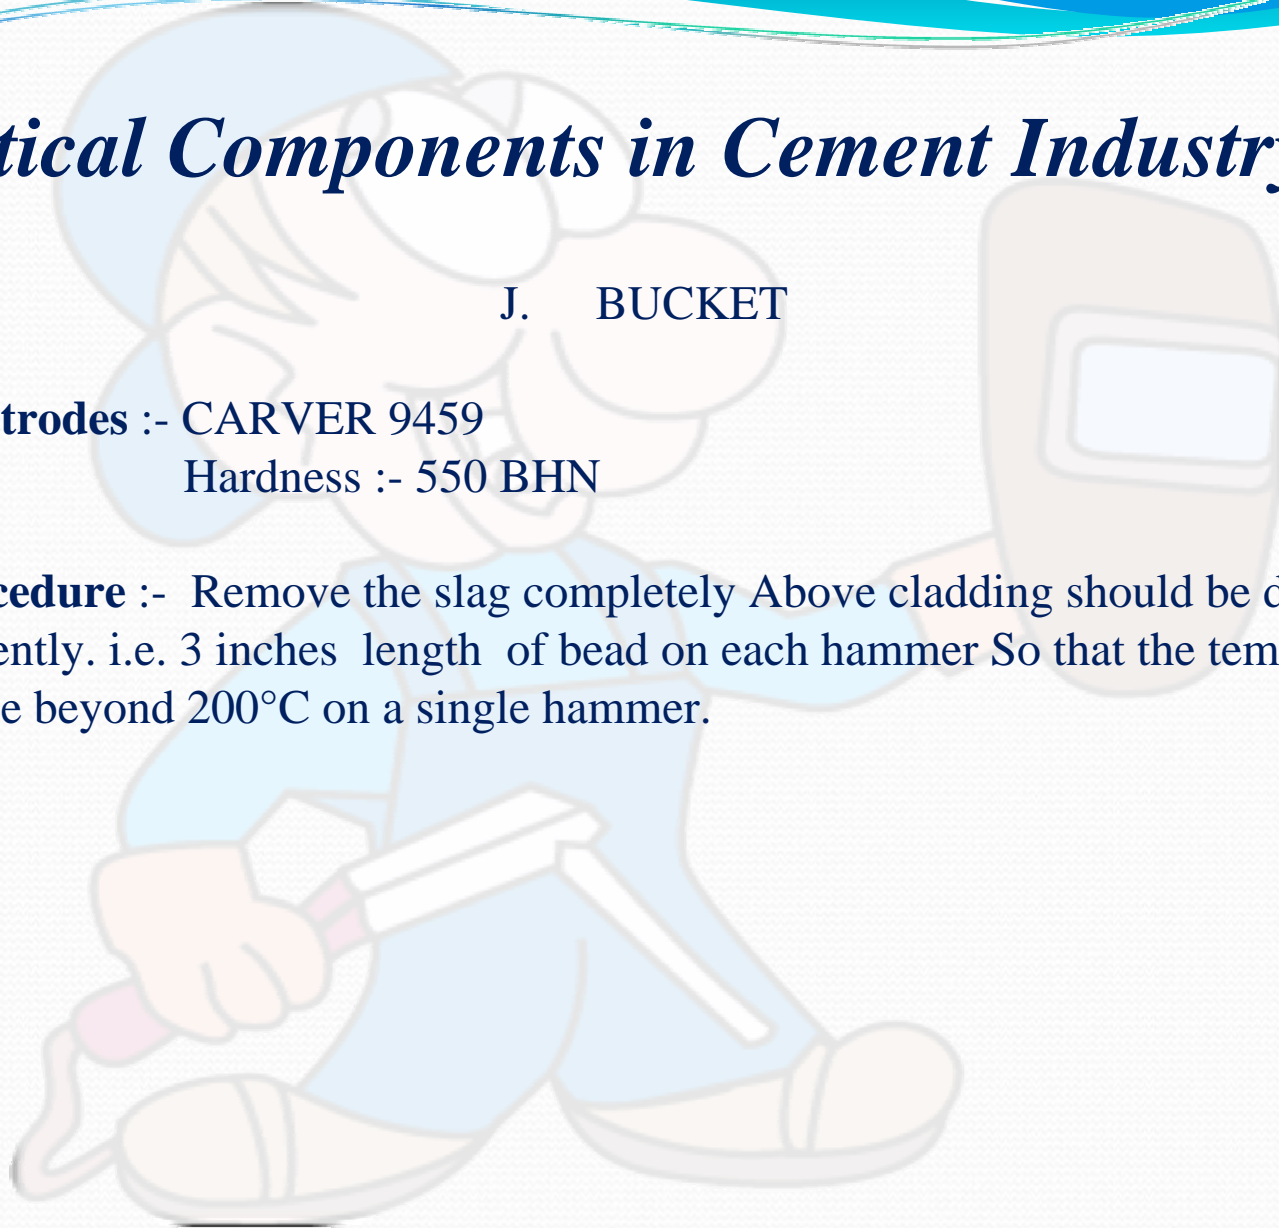 tical Components in Cement Industry
J. BUCKET
trodes :- CARVER 9459
Hardness :- 550 BHN
cedure :- Remove the slag completely Above cladding should be d
ently. i.e. 3 inches length of bead on each hammer So that the tem
e beyond 200°C on a single hammer.